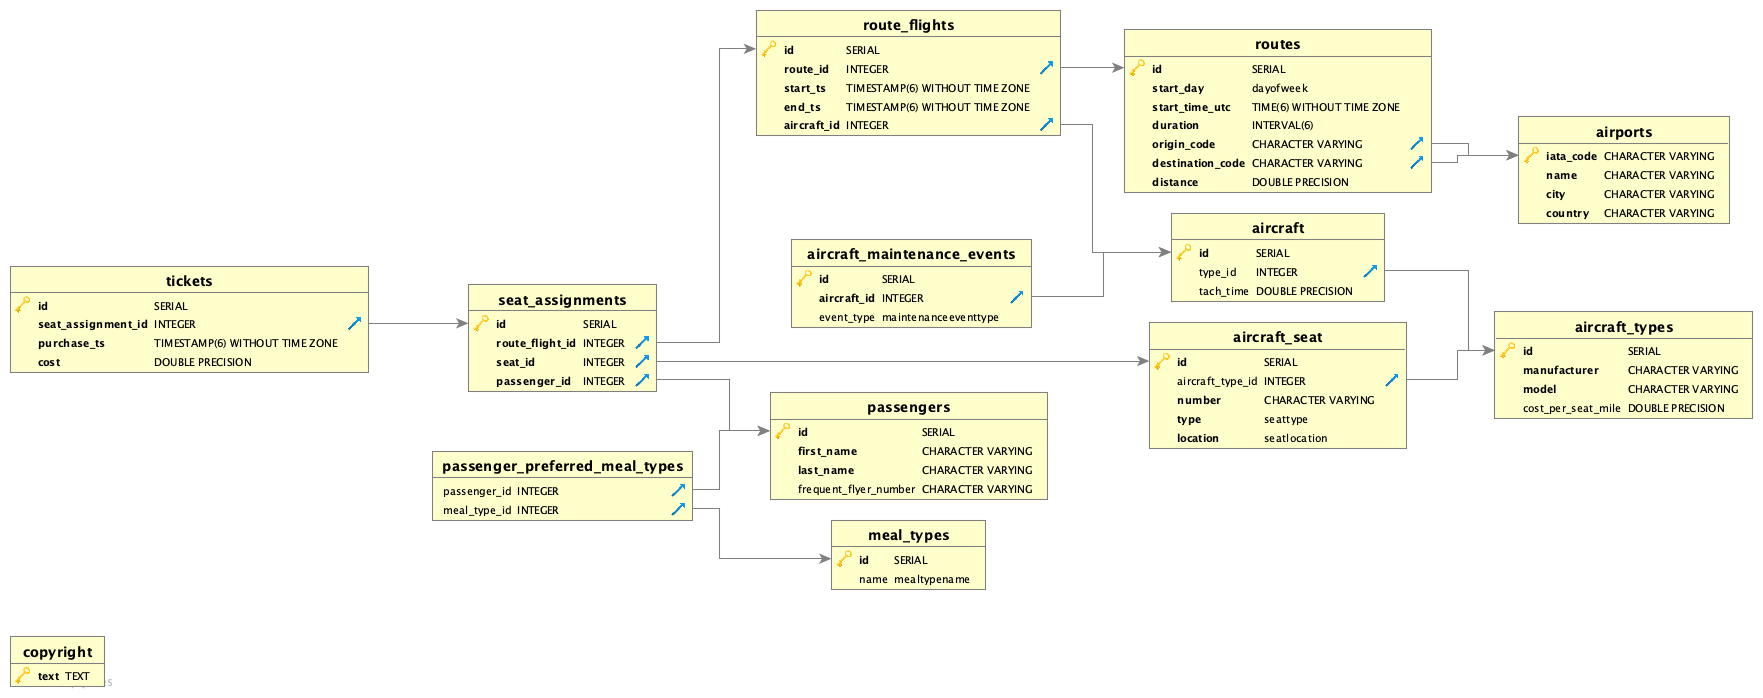 route_flights
id SERIAL
route_id INTEGER
start_ts TIMESTAMP(6) WITHOUT TIME ZONE
end_ts TIMESTAMP(6) WITHOUT TIME ZONE
aircraft_id INTEGER
routes
id SERIAL
start_day dayofweek
start_time_utc TIME(6) WITHOUT TIME ZONE
duration INTERVAL(6)
origin_code CHARACTER VARYING
destination_code CHARACTER VARYING
distance DOUBLE PRECISION
airports
iata_code CHARACTER VARYING
name CHARACTER VARYING
city CHARACTER VARYING
country CHARACTER VARYING
aircraft
id SERIAL
type_id INTEGER
tach_time DOUBLE PRECISION
aircraft_maintenance_events
id SERIAL
aircraft_id INTEGER
event_type maintenanceeventtype
tickets
id SERIAL
seat_assignment_id INTEGER
purchase_ts TIMESTAMP(6) WITHOUT TIME ZONE
cost DOUBLE PRECISION
seat_assignments
id SERIAL
route_flight_id INTEGER
seat_id INTEGER
passenger_id INTEGER
aircraft_seat
id SERIAL
aircraft_type_id INTEGER
number CHARACTER VARYING
type seattype
location seatlocation
aircraft_types
id SERIAL
manufacturer CHARACTER VARYING
model CHARACTER VARYING
cost_per_seat_mile DOUBLE PRECISION
passengers
id SERIAL
first_name CHARACTER VARYING
last_name CHARACTER VARYING
frequent_flyer_number CHARACTER VARYING
passenger_preferred_meal_types
passenger_id INTEGER
meal_type_id INTEGER
meal_types
id SERIAL
name mealtypename
copyright
text TEXT